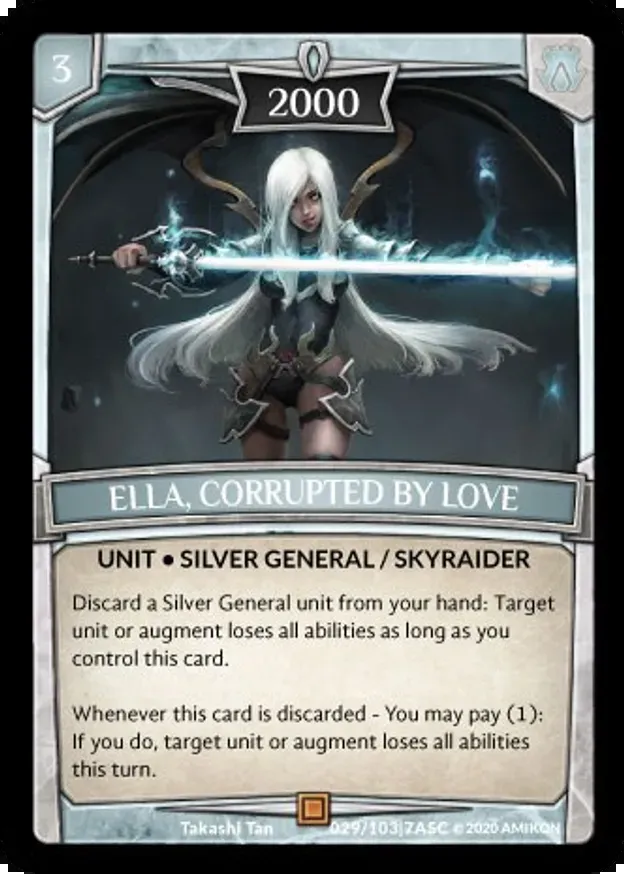 3
2000
ELLA, CORRUPTED BY LOVE
UNIT • SILVER GENERAL / SKYRAIDER
Discard a Silver General unit from your hand: Target
unit or augment loses all abilities as long as you
control this card.
Whenever this card is discarded - You may pay (1):
If you do, target unit or augment loses all abilities
this turn.
Takashi Tan 029/103|7ASC © 2020 AMIKON